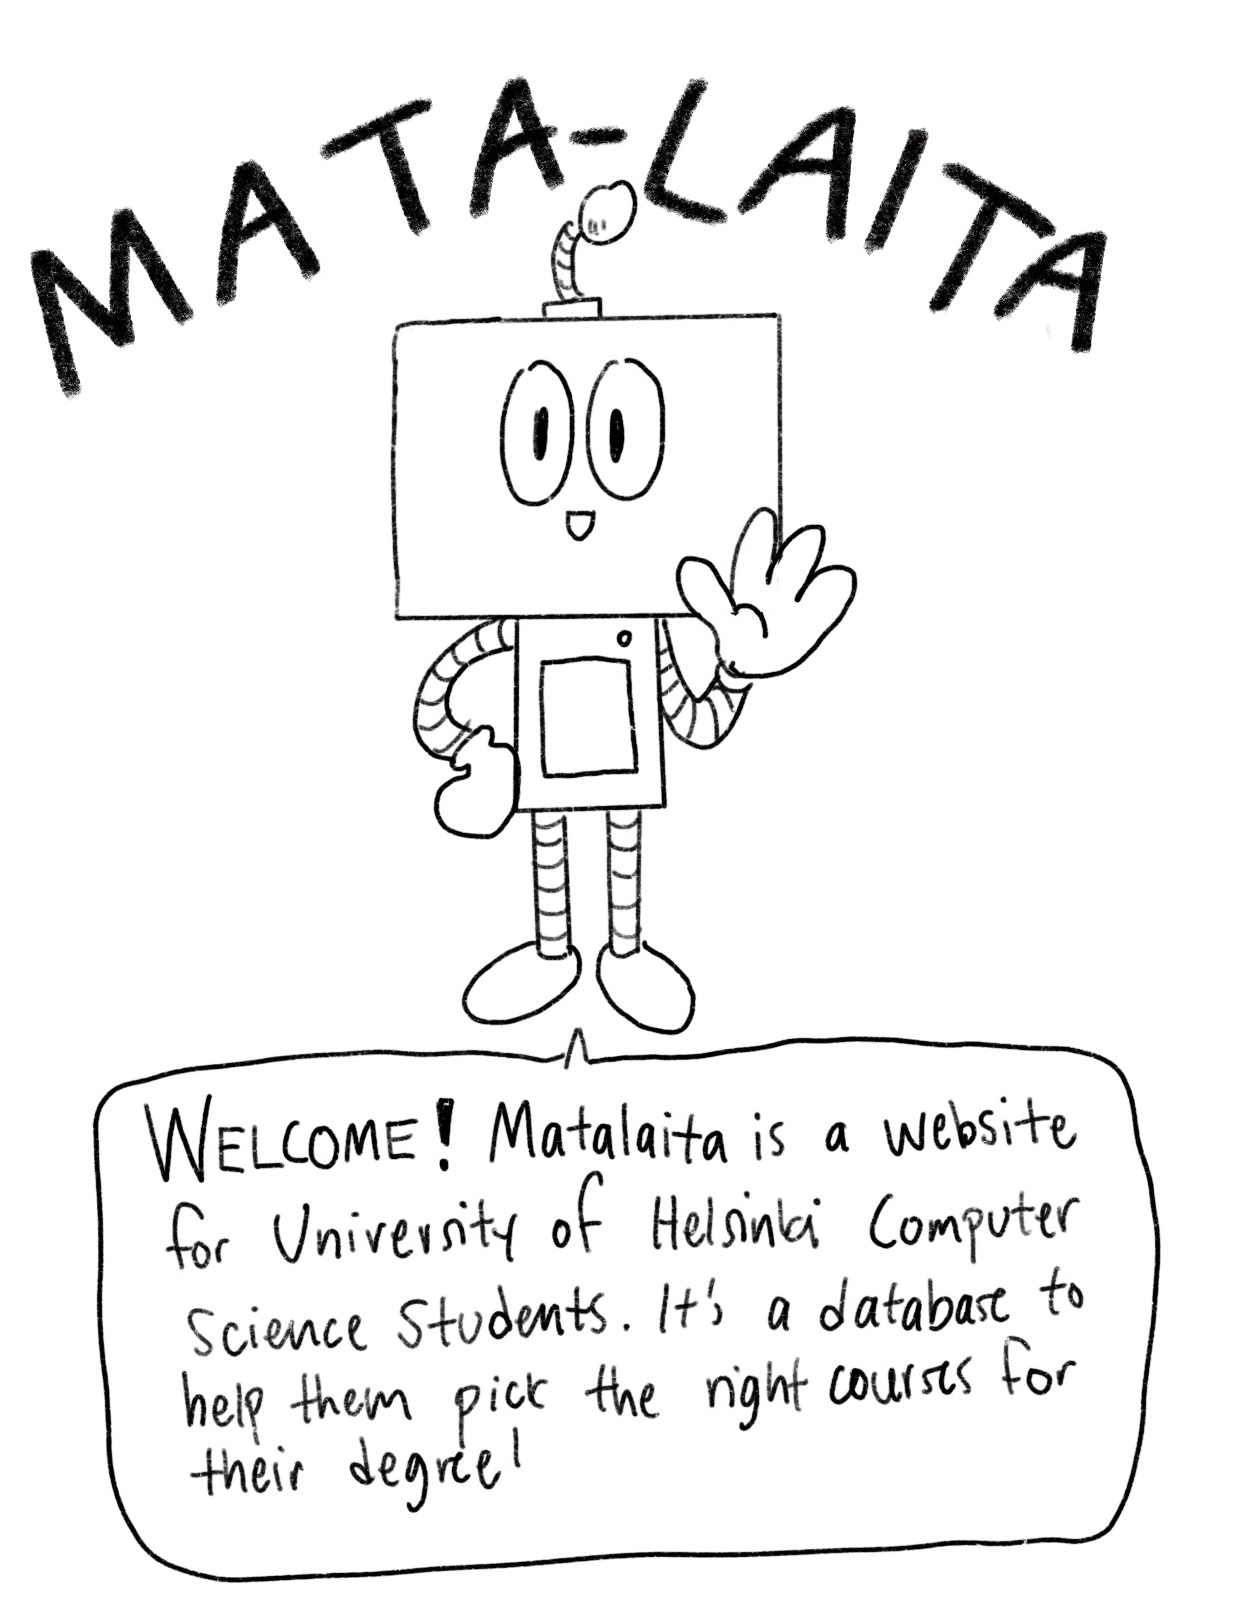 MATA-LAITA
WELCOME! Matalaita is a website
for University of Helsinki Computer
Science Students. It's a database to
help them pick the right courses for
their degree!